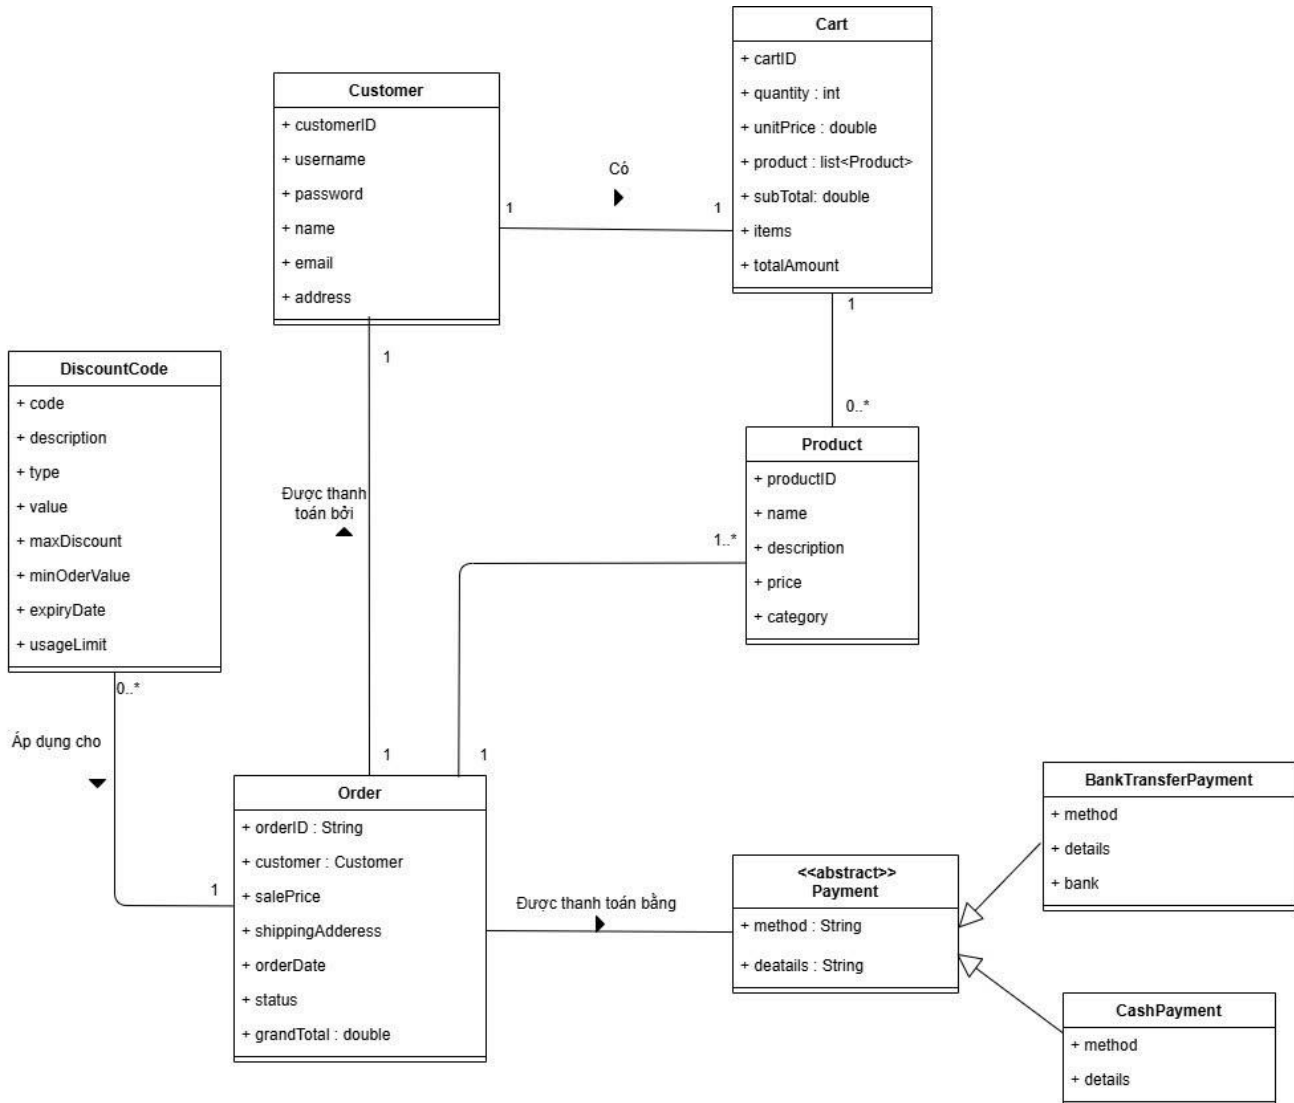 Cart
+ cartID
+ quantity : int
+ unitPrice : double
+ product : list<Product>
+ subTotal: double
+ items
+ totalAmount
Customer
+ customerID
+ username
+ password
+ name
+ email
+ address
Có
1
1
1
0..*
1
DiscountCode
+ code
+ description
+ type
+ value
+ maxDiscount
+ minOderValue
+ expiryDate
+ usageLimit
Product
+ productID
+ name
+ description
+ price
+ category
Được thanh
toán bởi
1..*
0..*
Áp dụng cho
1
1
1
Order
+ orderID : String
+ customer : Customer
+ salePrice
+ shippingAdderess
+ orderDate
+ status
+ grandTotal : double
Được thanh toán bằng
<<abstract>>
Payment
+ method : String
+ deatails : String
BankTransferPayment
+ method
+ details
+ bank
CashPayment
+ method
+ details